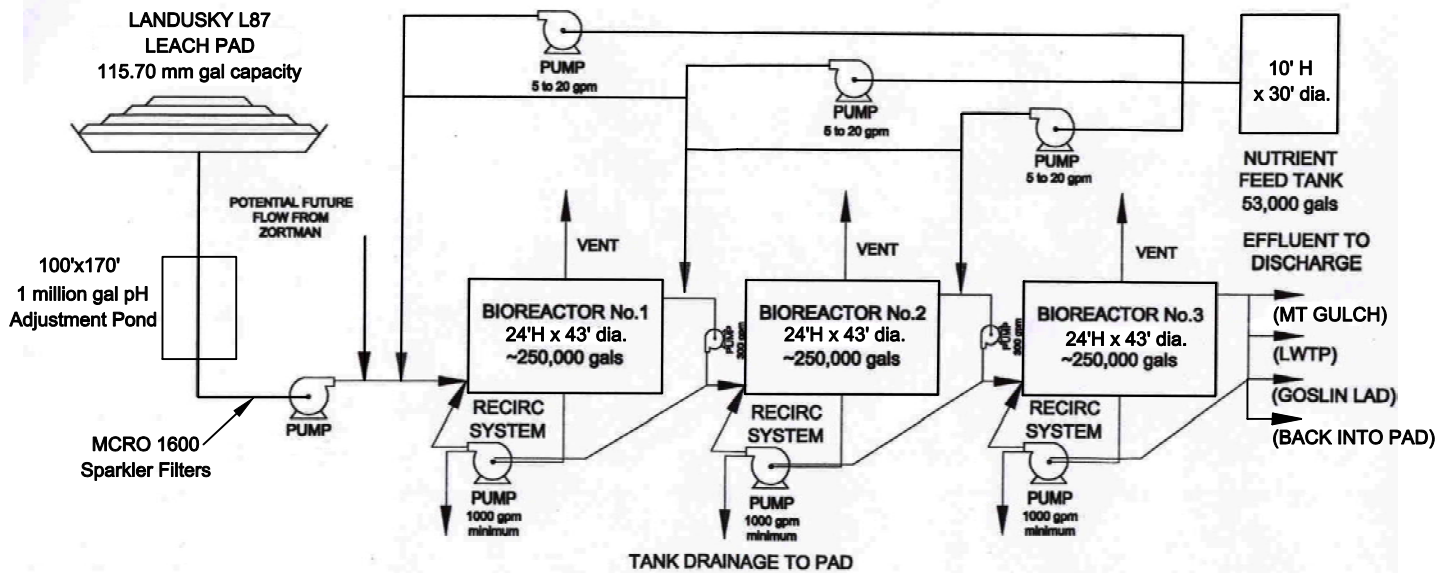 LANDUSKY L87
LEACH PAD
115.70 mm gal capacity
PUMP
5 to 20 gpm
PUMP
5 to 20 gpm
PUMP
5 to 20 gpm
10' H
x 30' dia.
NUTRIENT
FEED TANK
53,000 gals
POTENTIAL FUTURE
FLOW FROM
ZORTMAN
100'x170'
1 million gal pH
Adjustment Pond
VENT
VENT
VENT
EFFLUENT TO
DISCHARGE
BIOREACTOR No.1
24'H x 43' dia.
~250,000 gals
PUMP
200 gpm
BIOREACTOR No.2
24'H x 43' dia.
~250,000 gals
PUMP
200 gpm
BIOREACTOR No.3
24'H x 43' dia.
~250,000 gals
(MT GULCH)
(LWTP)
(GOSLIN LAD)
(BACK INTO PAD)
PUMP
MCRO 1600
Sparkler Filters
RECIRC
SYSTEM
PUMP
1000 gpm
minimum
RECIRC
SYSTEM
PUMP
1000 gpm
minimum
RECIRC
SYSTEM
PUMP
1000 gpm
minimum
TANK DRAINAGE TO PAD